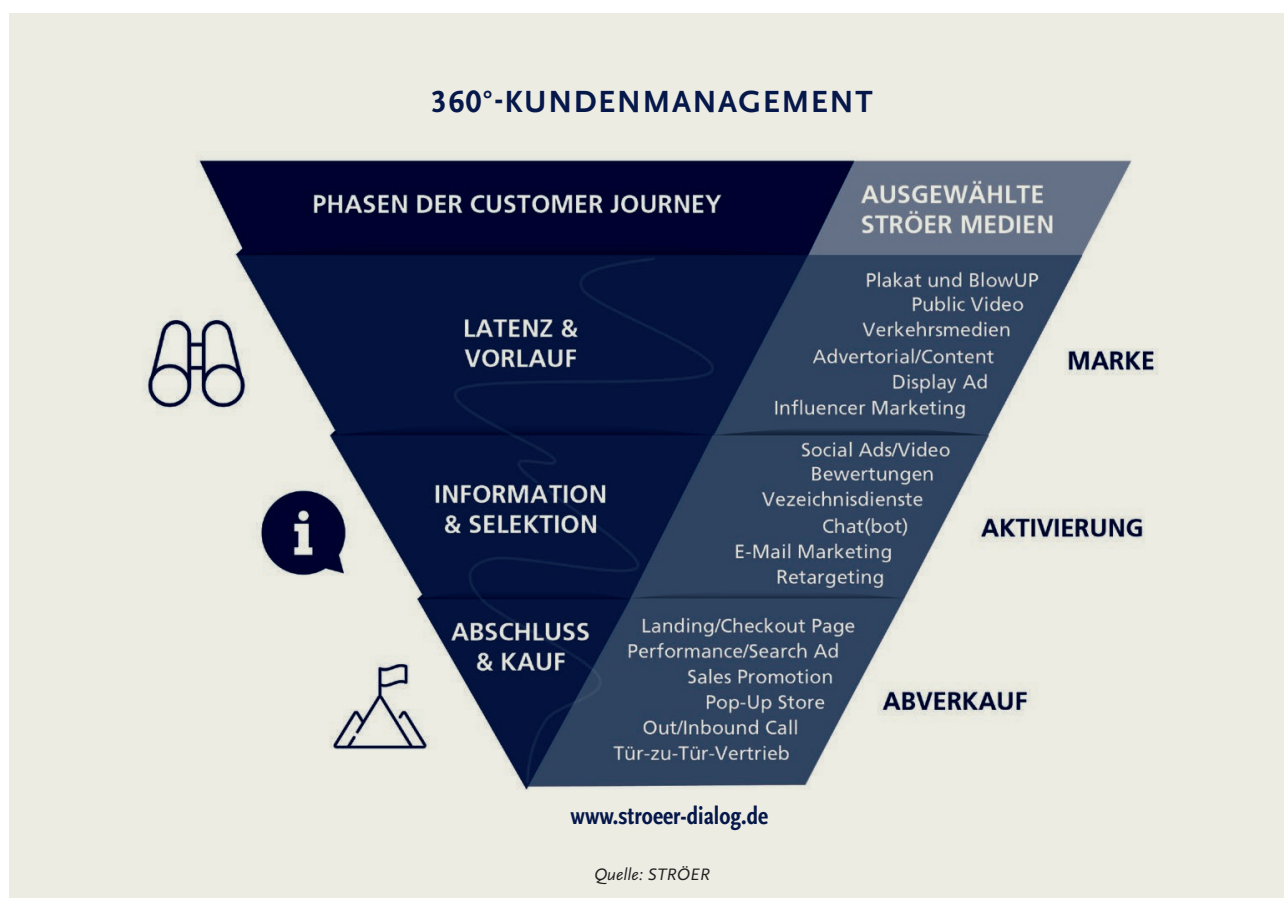 360°-KUNDENMANAGEMENT
PHASEN DER CUSTOMER JOURNEY
AUSGEWÄHLTE
STRÖER MEDIEN
LATENZ &
VORLAUF
Plakat und BlowUP
Public Video
Verkehrsmedien
Advertorial/Content
Display Ad
Influencer Marketing
MARKE
INFORMATION
& SELEKTION
Social Ads/Video
Bewertungen
Vezeichnisdienste
Chat(bot)
E-Mail Marketing
Retargeting
AKTIVIERUNG
ABSCHLUSS
& KAUF
Landing/Checkout Page
Performance/Search Ad
Sales Promotion
Pop-Up Store
Out/Inbound Call
Tür-zu-Tür-Vertrieb
ABVERKAUF
www.stroeer-dialog.de
Quelle: STRÖER